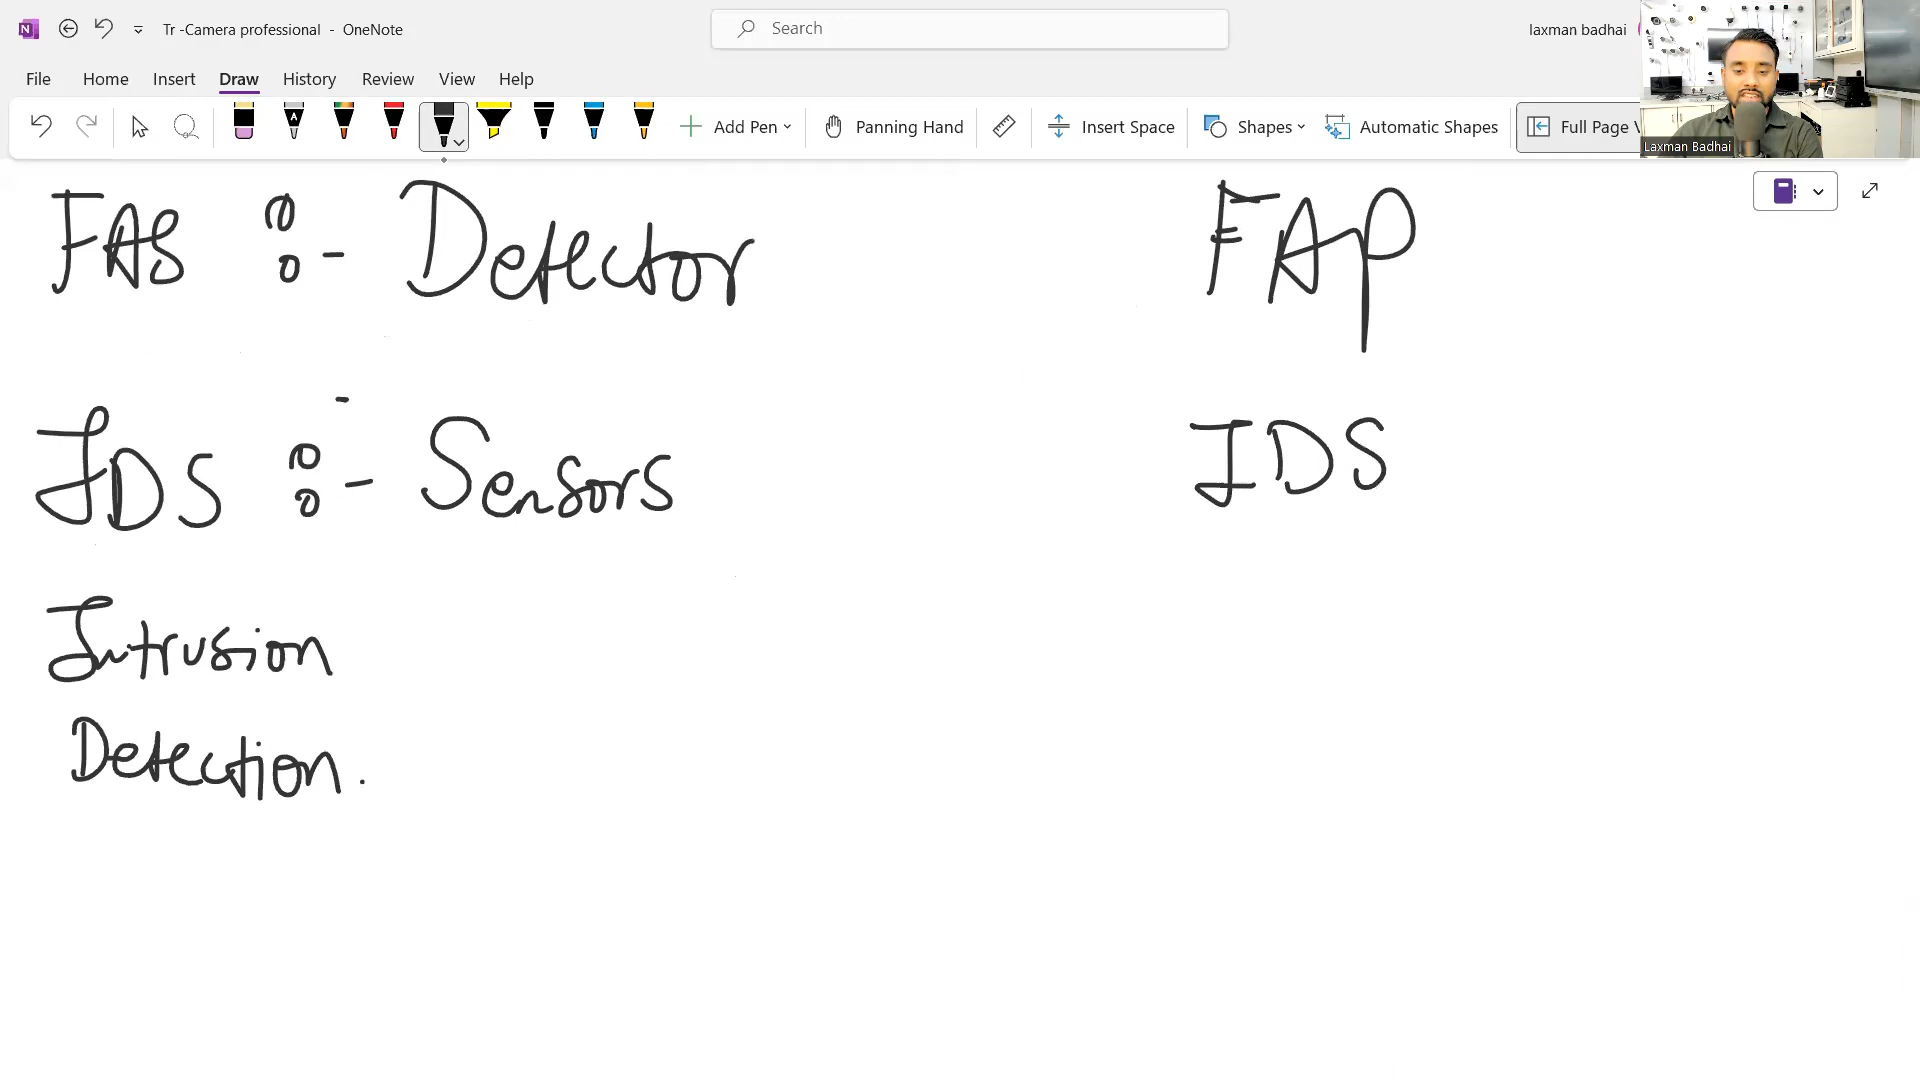 Tr -Camera professional - OneNote
Search
laxman badhai
File Home Insert Draw History Review View Help
Add Pen Panning Hand Insert Space Shapes Automatic Shapes Full Page V
Laxman Badhai
FAS :- Detector FAP
IDS :- Sensors IDS
Intrusion
Detection.